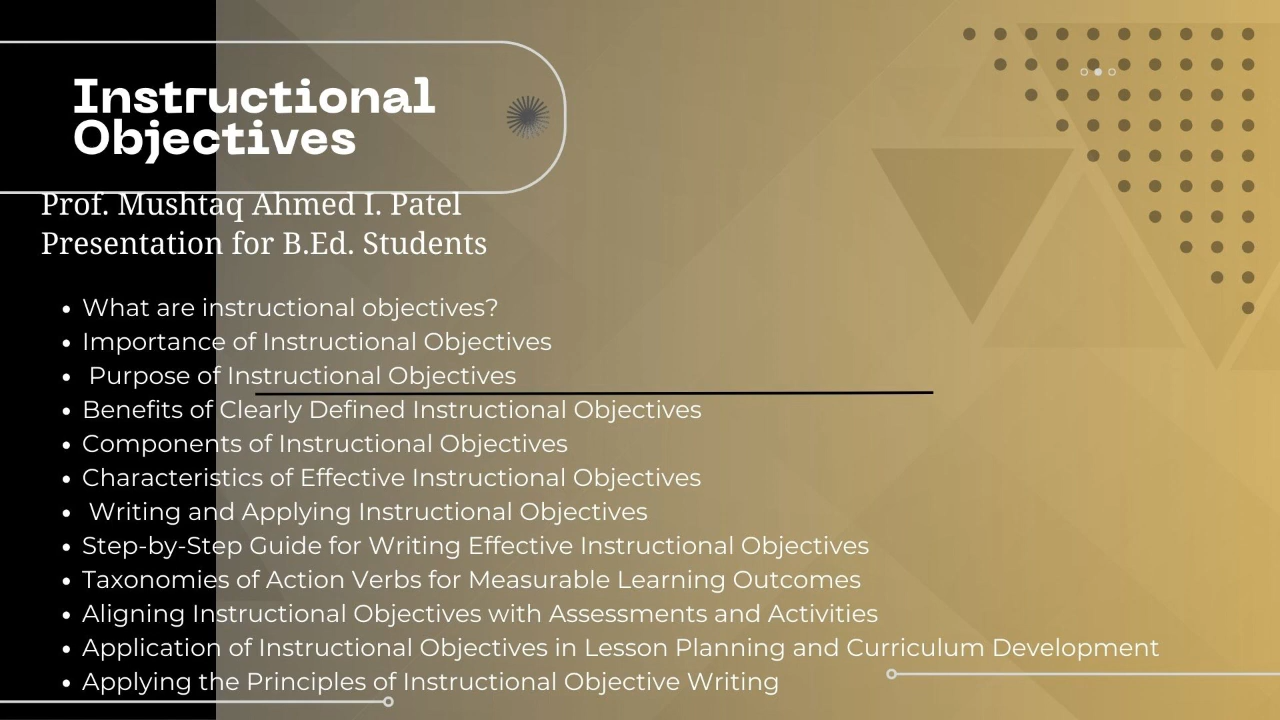 Instructional
Objectives
Prof. Mushtaq Ahmed I. Patel
Presentation for B.Ed. Students
• What are instructional objectives?
• Importance of Instructional Objectives
• Purpose of Instructional Objectives
• Benefits of Clearly Defined Instructional Objectives
• Components of Instructional Objectives
• Characteristics of Effective Instructional Objectives
• Writing and Applying Instructional Objectives
• Step-by-Step Guide for Writing Effective Instructional Objectives
• Taxonomies of Action Verbs for Measurable Learning Outcomes
• Aligning Instructional Objectives with Assessments and Activities
• Application of Instructional Objectives in Lesson Planning and Curriculum Development
• Applying the Principles of Instructional Objective Writing